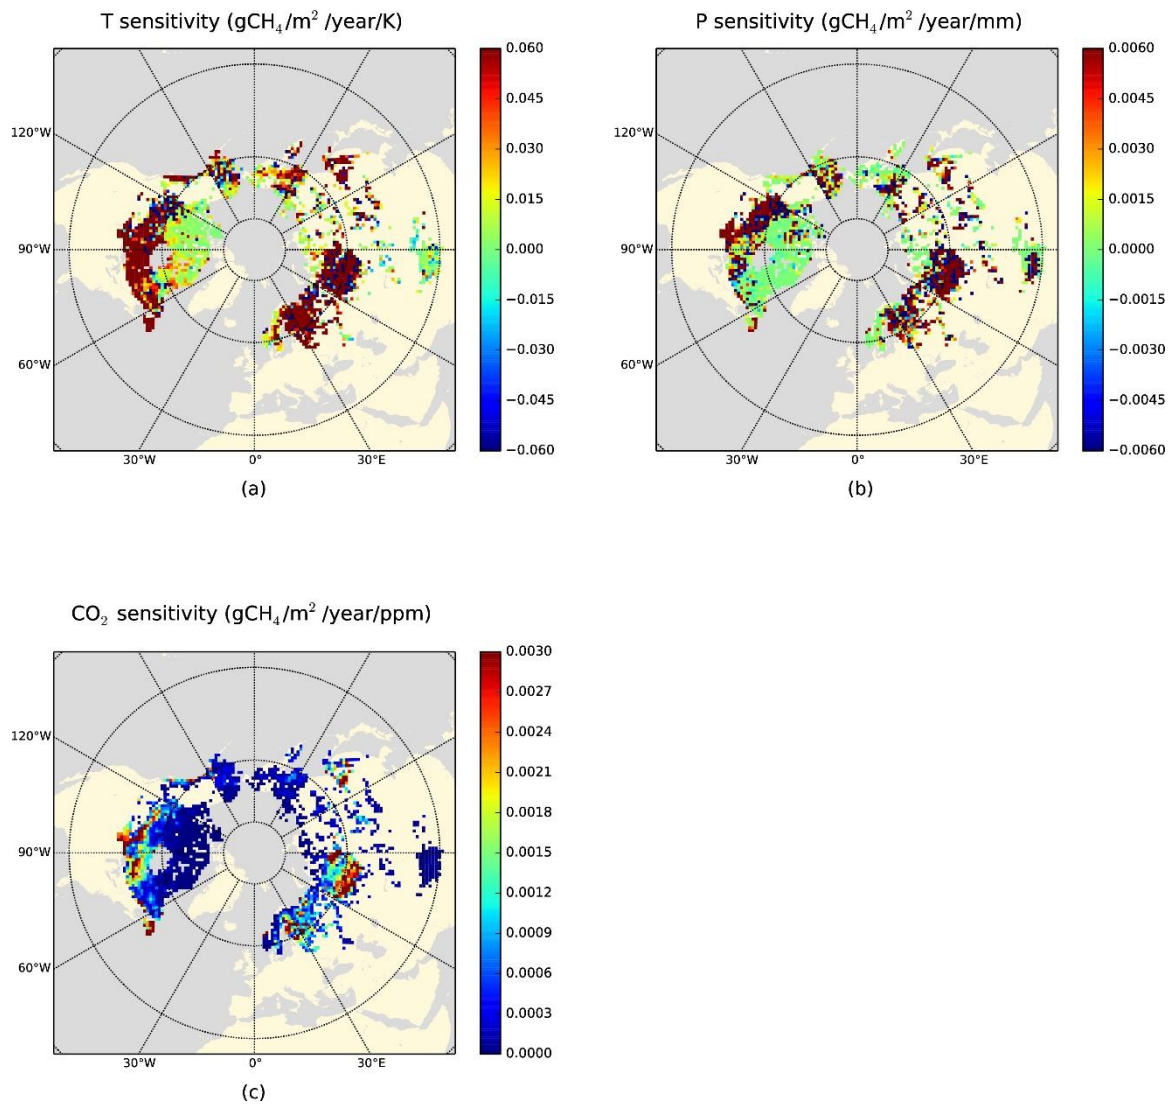 T sensitivity (gCH₄/m² /year/K)
0.060
0.045
0.030
0.015
0.000
−0.015
−0.030
−0.045
−0.060
120°W
90°W
60°W
30°W 0° 30°E
(a)
P sensitivity (gCH₄/m² /year/mm)
0.0060
0.0045
0.0030
0.0015
0.0000
−0.0015
−0.0030
−0.0045
−0.0060
120°W
90°W
60°W
30°W 0° 30°E
(b)
CO₂ sensitivity (gCH₄/m² /year/ppm)
0.0030
0.0027
0.0024
0.0021
0.0018
0.0015
0.0012
0.0009
0.0006
0.0003
0.0000
120°W
90°W
60°W
30°W 0° 30°E
(c)